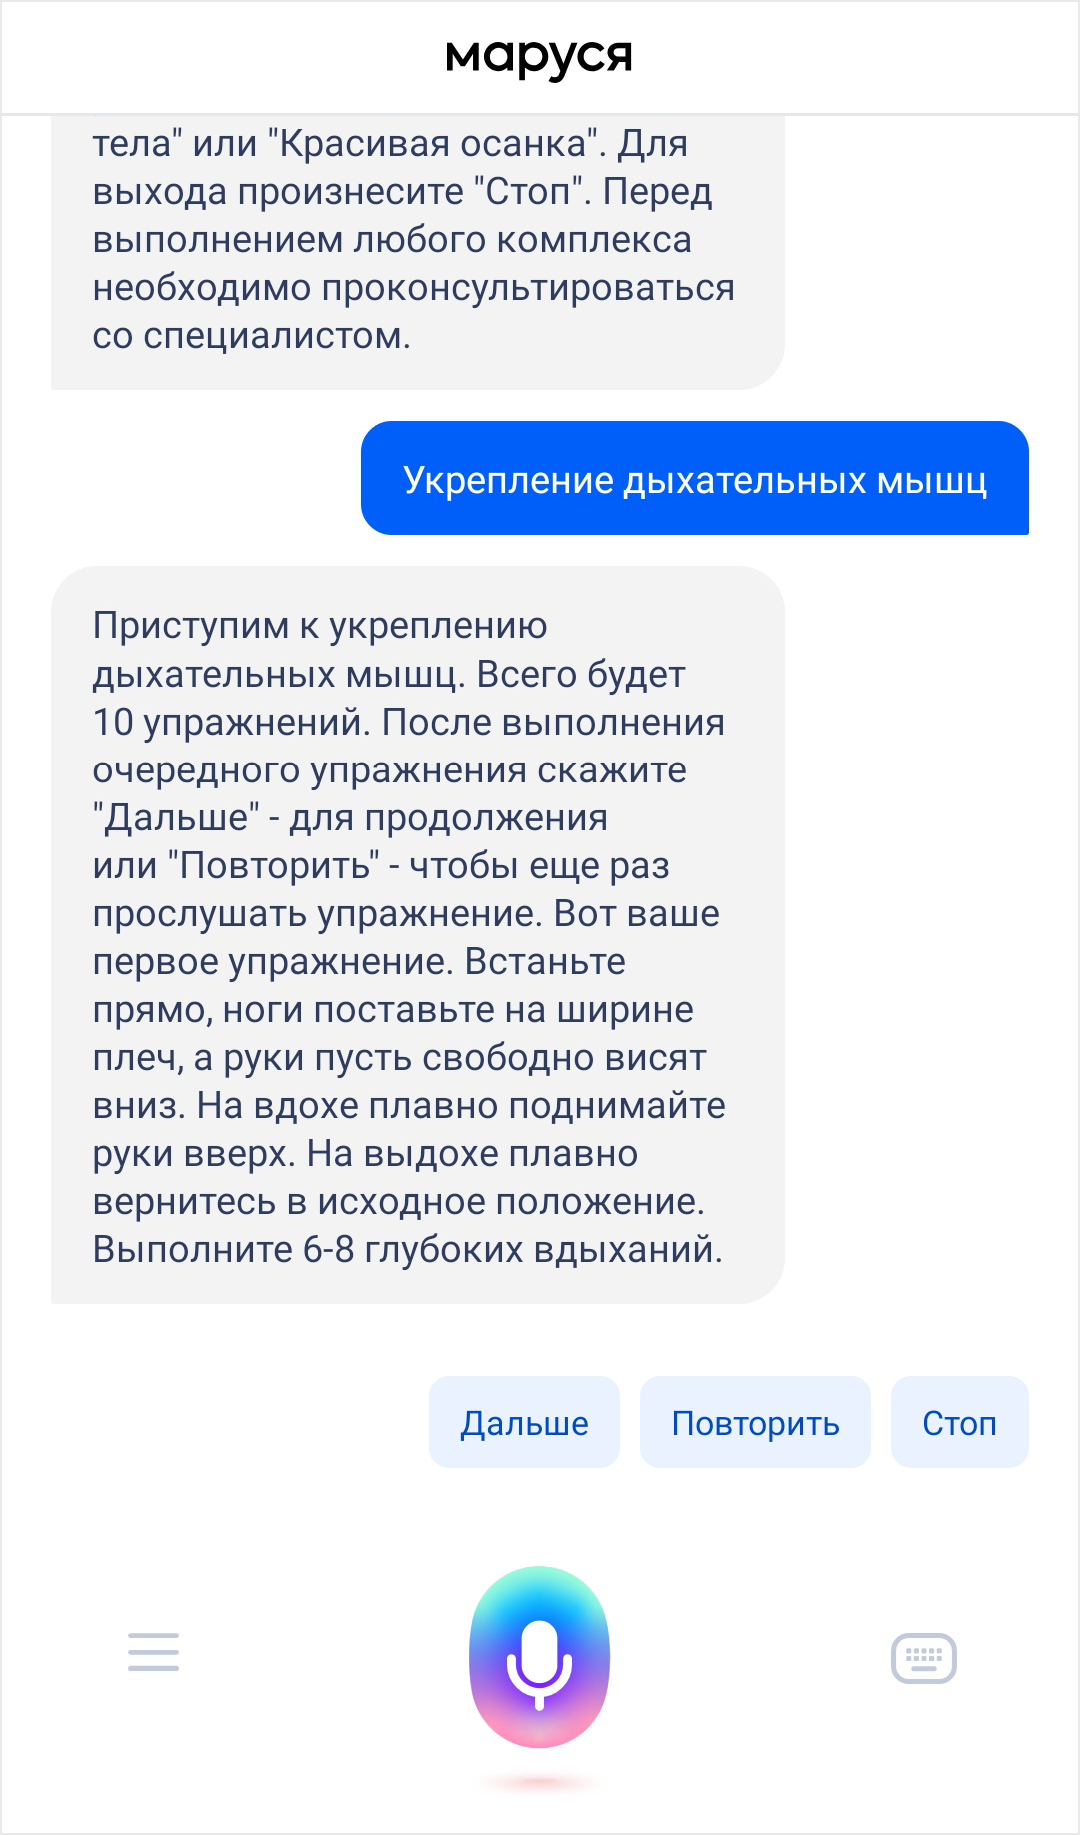 маруся
тела" или "Красивая осанка". Для
выхода произнесите "Стоп". Перед
выполнением любого комплекса
необходимо проконсультироваться
со специалистом.
Укрепление дыхательных мышц
Приступим к укреплению
дыхательных мышц. Всего будет
10 упражнений. После выполнения
очередного упражнения скажите
"Дальше" - для продолжения
или "Повторить" - чтобы еще раз
прослушать упражнение. Вот ваше
первое упражнение. Встаньте
прямо, ноги поставьте на ширине
плеч, а руки пусть свободно висят
вниз. На вдохе плавно поднимайте
руки вверх. На выдохе плавно
вернитесь в исходное положение.
Выполните 6-8 глубоких вдыханий.
Дальше
Повторить
Стоп